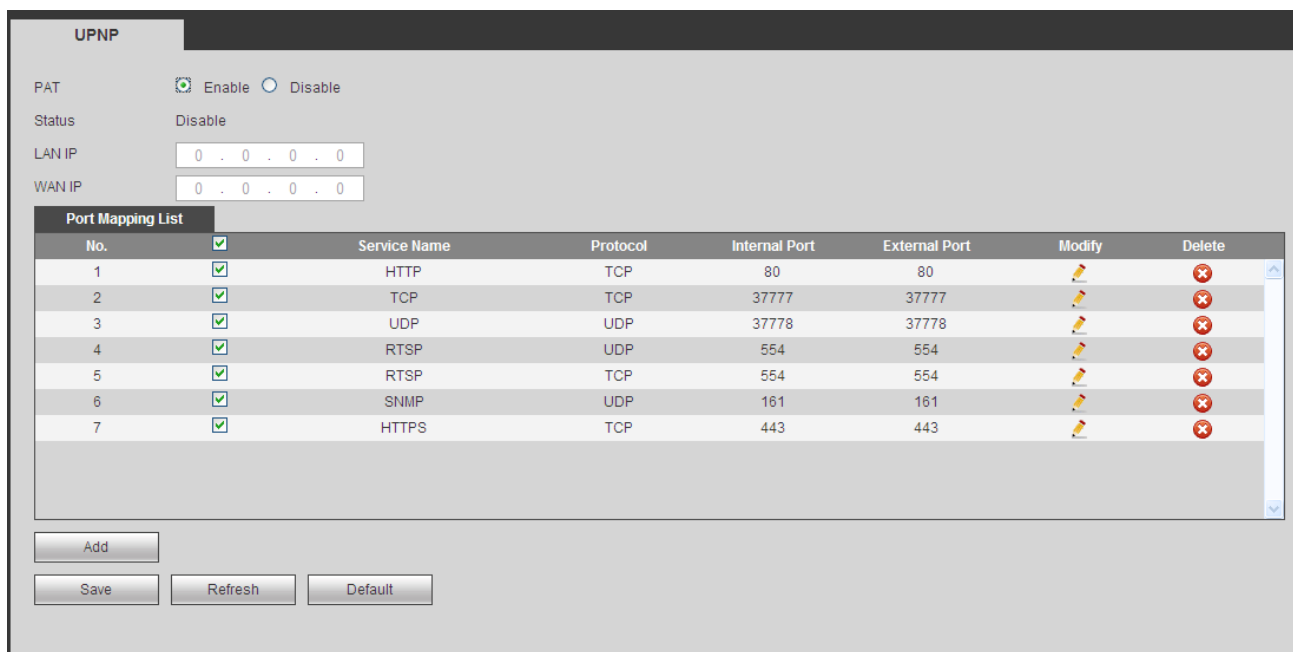 UPNP
PAT Enable Disable
Status Disable
LAN IP 0 . 0 . 0 . 0
WAN IP 0 . 0 . 0 . 0
Port Mapping List
No. Service Name Protocol Internal Port External Port Modify Delete
1 HTTP TCP 80 80
2 TCP TCP 37777 37777
3 UDP UDP 37778 37778
4 RTSP UDP 554 554
5 RTSP TCP 554 554
6 SNMP UDP 161 161
7 HTTPS TCP 443 443
Add
Save Refresh Default